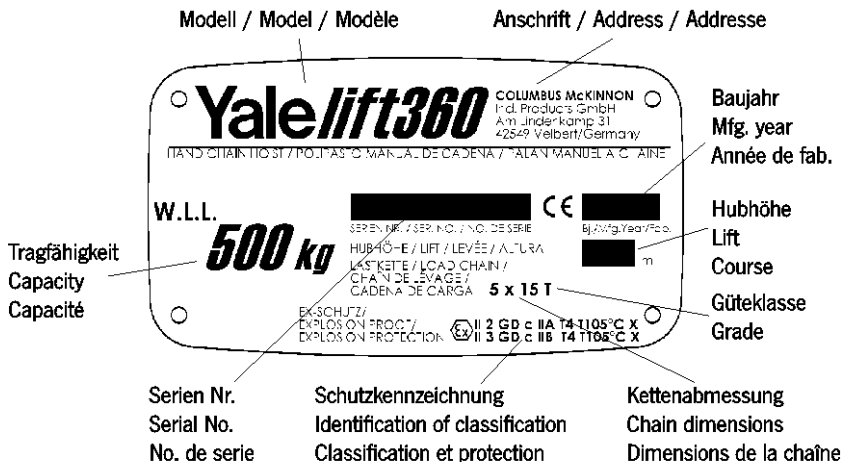 Modell / Model / Modèle
Anschrift / Address / Addresse
Yalelift360
COLUMBUS McKINNON
Ind. Products GmbH
Am Lindenkamp 31
42549 Velbert/Germany
HAND CHAIN HOIST / POLIPASTO MANUAL DE CADENA / PALAN MANUEL A CHAINE
Baujahr
Mfg. year
Année de fab.
W.L.L.
500 kg
CE
SERIEN NR. / SER. NO. / NO. DE SERIE
Bj./Mfg.Year/Fab.
HUBHÖHE / LIFT / LEVÉE / ALTURA
m
Hubhöhe
Lift
Course
Tragfähigkeit
Capacity
Capacité
LASTKETTE / LOAD CHAIN /
CHAIN DE LEVAGE /
CADENA DE CARGA 5 x 15 T
Güteklasse
Grade
EX-SCHUTZ/
EXPLOSION PROOF/
EXPLOSION PROTECTION
Ex II 2 GD c IIA T4 T105°C X
II 3 GD c IIB T4 T105°C X
Serien Nr.
Serial No.
No. de serie
Schutzkennzeichnung
Identification of classification
Classification et protection
Kettenabmessung
Chain dimensions
Dimensions de la chaîne